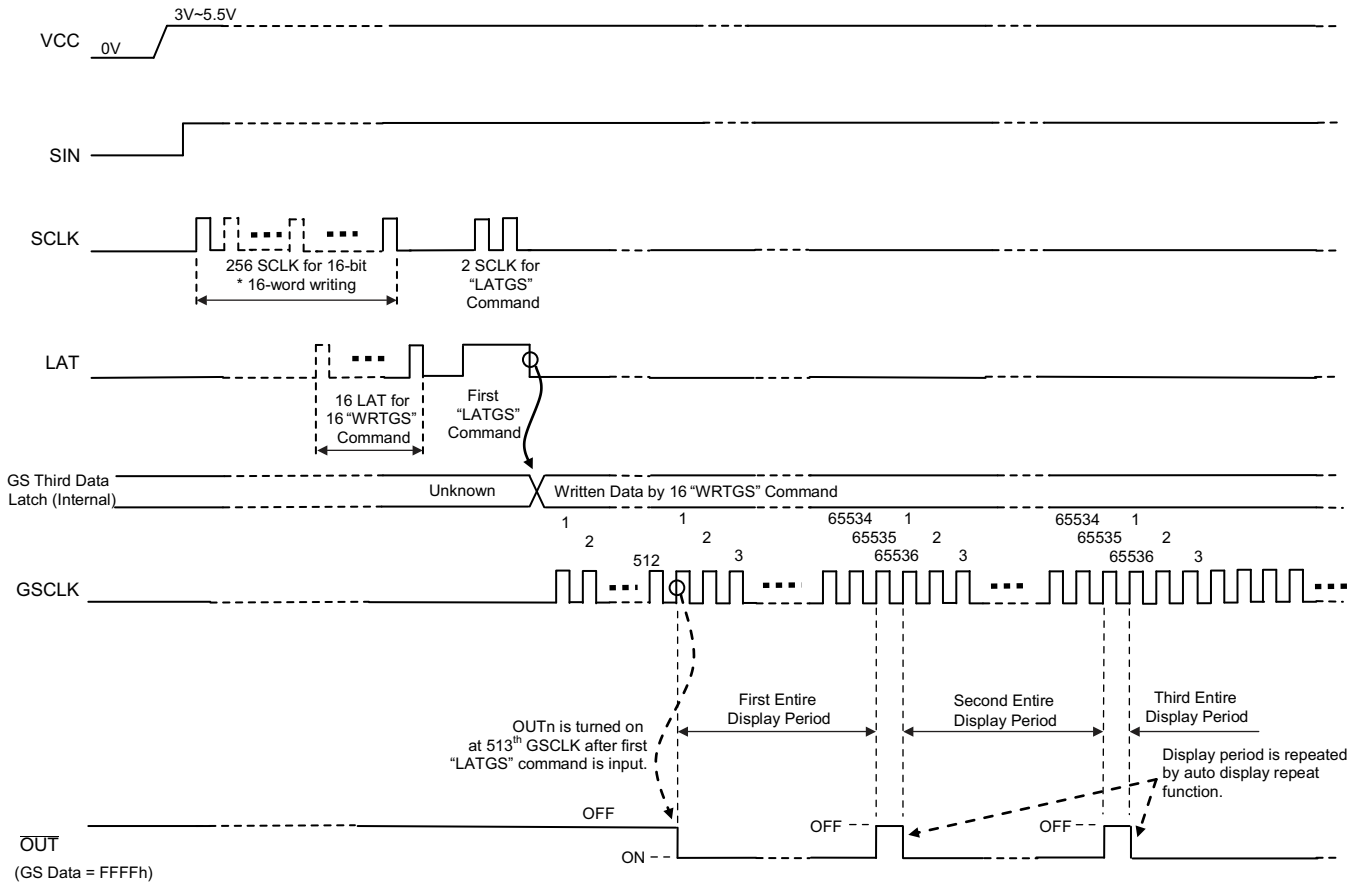 3V~5.5V
VCC
0V
SIN
SCLK
256 SCLK for 16-bit
* 16-word writing
2 SCLK for
“LATGS”
Command
LAT
16 LAT for
16 “WRTGS”
Command
First
“LATGS”
Command
GS Third Data
Latch (Internal)
Unknown
Written Data by 16 “WRTGS” Command
1
2
512
1
2
3
65534
65535
65536
1
2
3
65534
65535
65536
1
2
3
GSCLK
First Entire
Display Period
Second Entire
Display Period
Third Entire
Display Period
OUTn is turned on
at 513th GSCLK after first
“LATGS” command is input.
Display period is repeated
by auto display repeat
function.
OFF
OFF
OFF
OUT
ON
(GS Data = FFFFh)